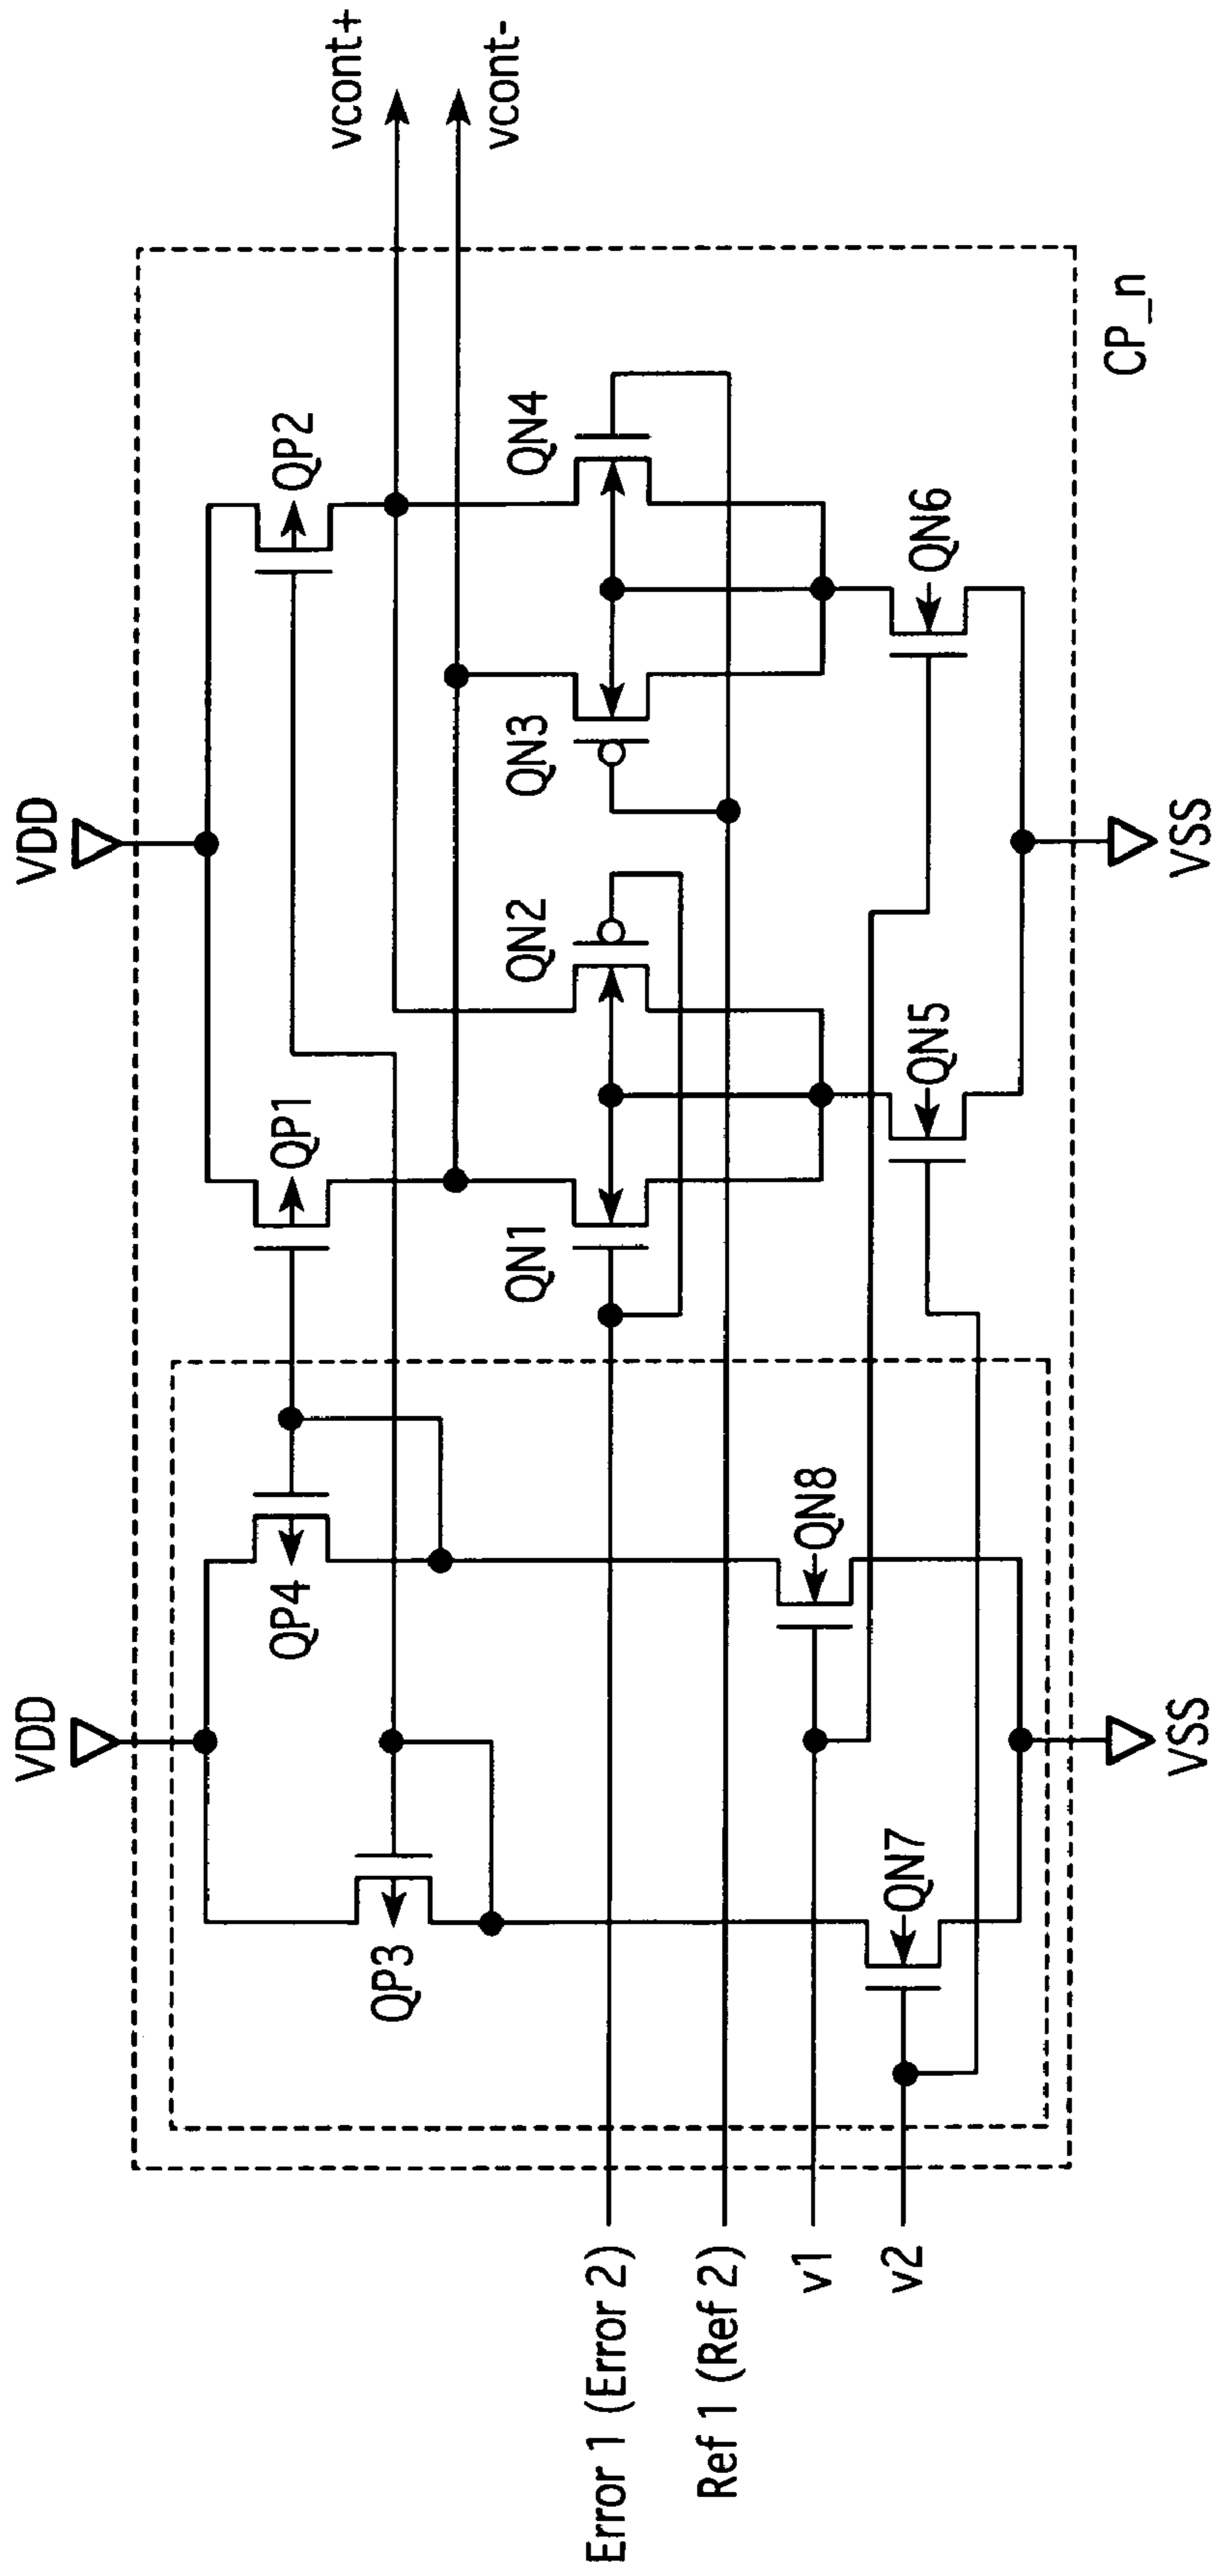 VDD
VDD
vcont+
vcont-
QP3
QP4
QP1
QP2
QN1
QN2
QN3
QN4
Error 1 (Error 2)
Ref 1 (Ref 2)
v1
v2
QN7
QN8
QN5
QN6
VSS
VSS
CP_n